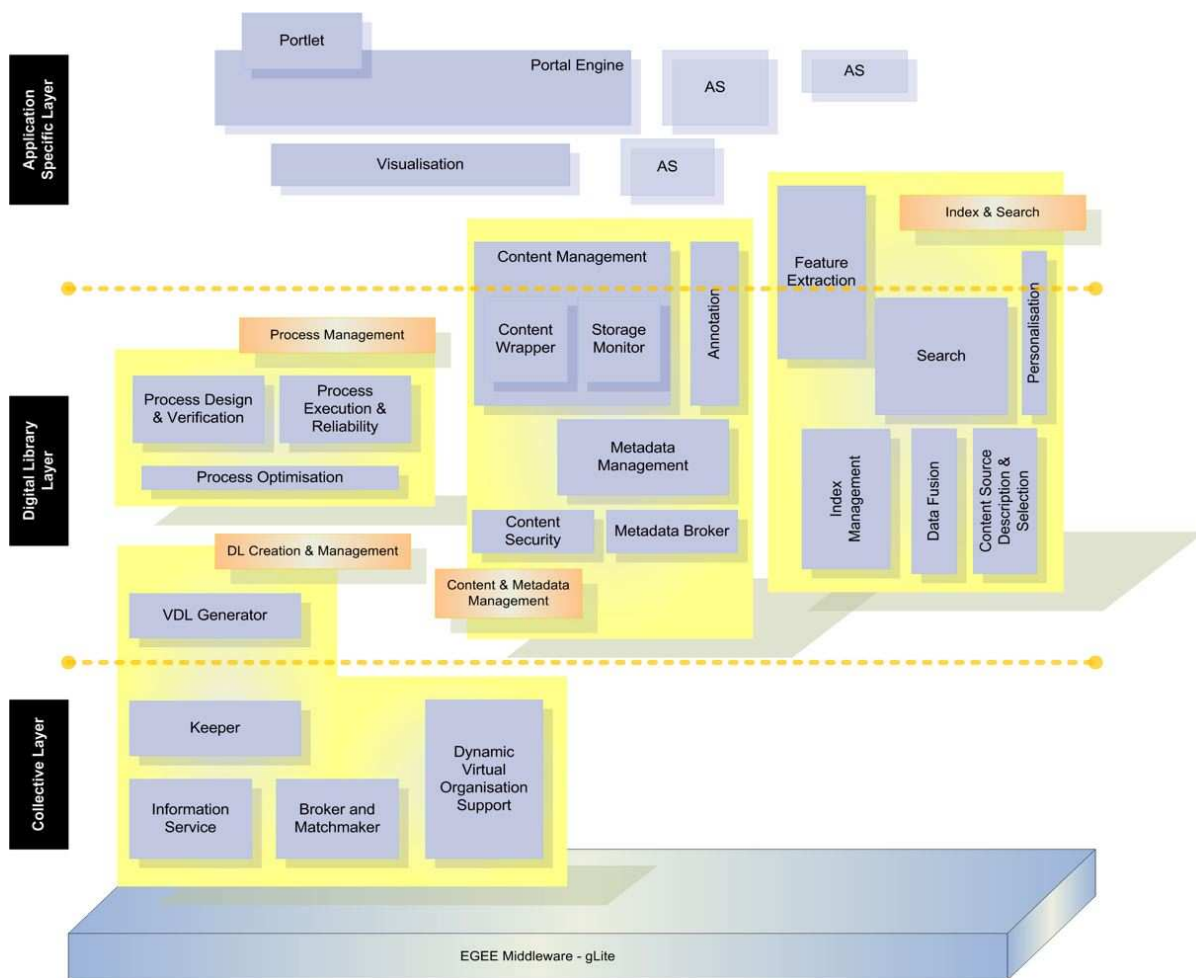 Portlet
Portal Engine
AS
AS
Visualisation
AS
Application
Specific Layer
Index & Search
Content Management
Feature
Extraction
Annotation
Personalisation
Content
Wrapper
Storage
Monitor
Search
Process Management
Process Design
& Verification
Process
Execution &
Reliability
Process Optimisation
Digital Library
Layer
Metadata
Management
Index
Management
Data Fusion
Content Source
Description &
Selection
Content
Security
Metadata Broker
DL Creation & Management
Content & Metadata
Management
VDL Generator
Collective Layer
Keeper
Dynamic
Virtual
Organisation
Support
Information
Service
Broker and
Matchmaker
EGEE Middleware - gLite